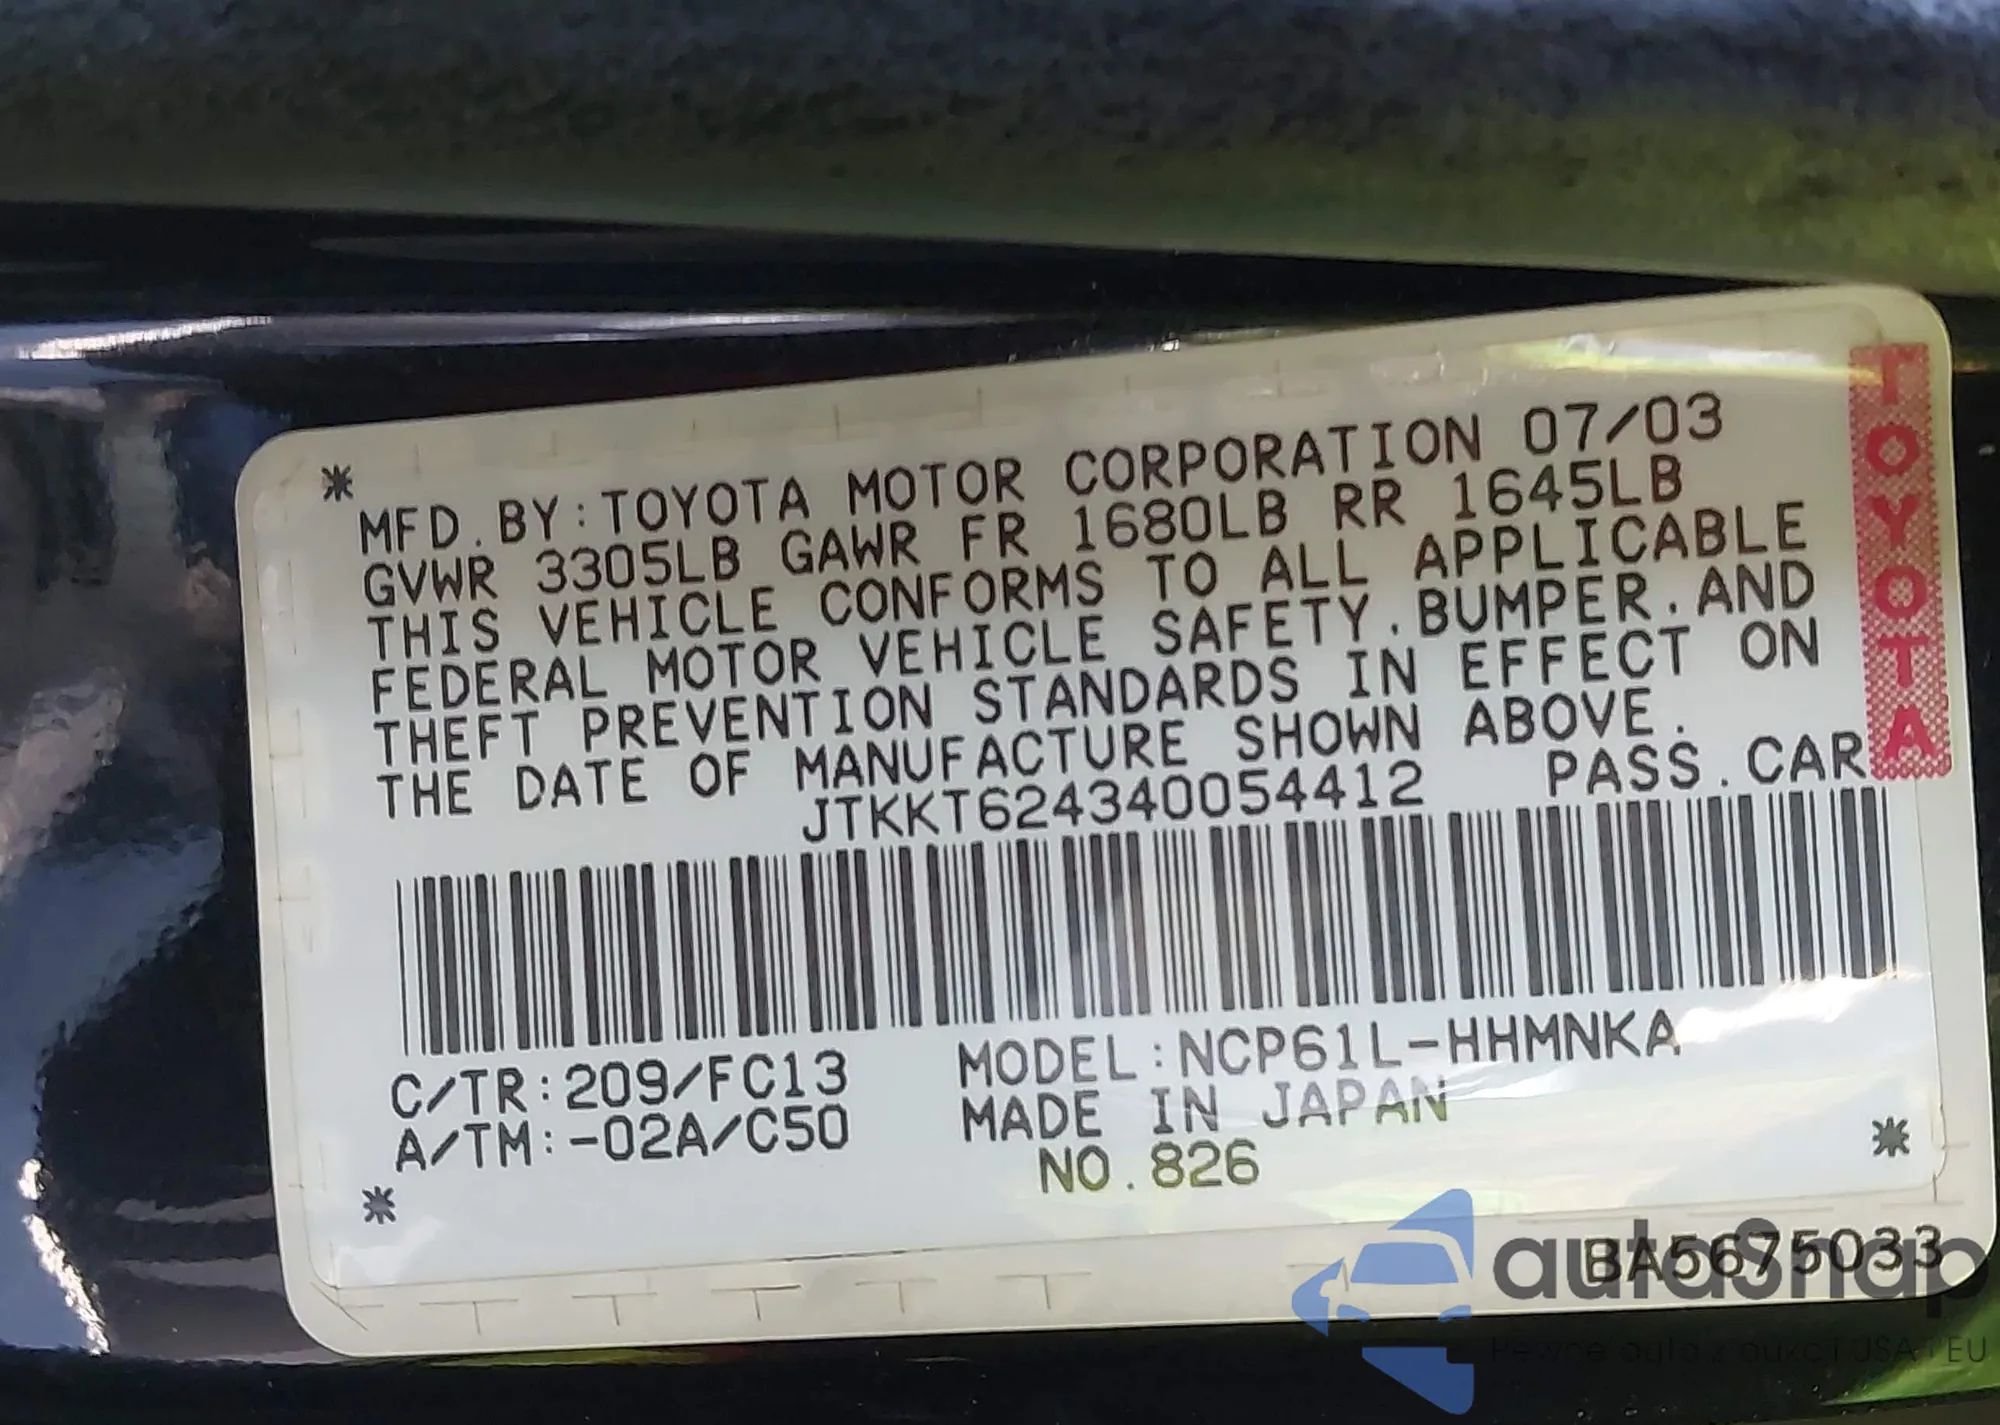 MFD.BY:TOYOTA MOTOR CORPORATION 07/03
GVWR 3305LB GAWR FR 1680LB RR 1645LB
THIS VEHICLE CONFORMS TO ALL APPLICABLE
FEDERAL MOTOR VEHICLE SAFETY.BUMPER.AND
THEFT PREVENTION STANDARDS IN EFFECT ON
THE DATE OF MANUFACTURE SHOWN ABOVE.
JTKKT624340054412 PASS.CAR
TOYOTA
C/TR:209/FC13 MODEL:NCP61L-HHMNKA
A/TM:-02A/C50 MADE IN JAPAN
NO.826
BA5675033
autoSnap
USA
EU